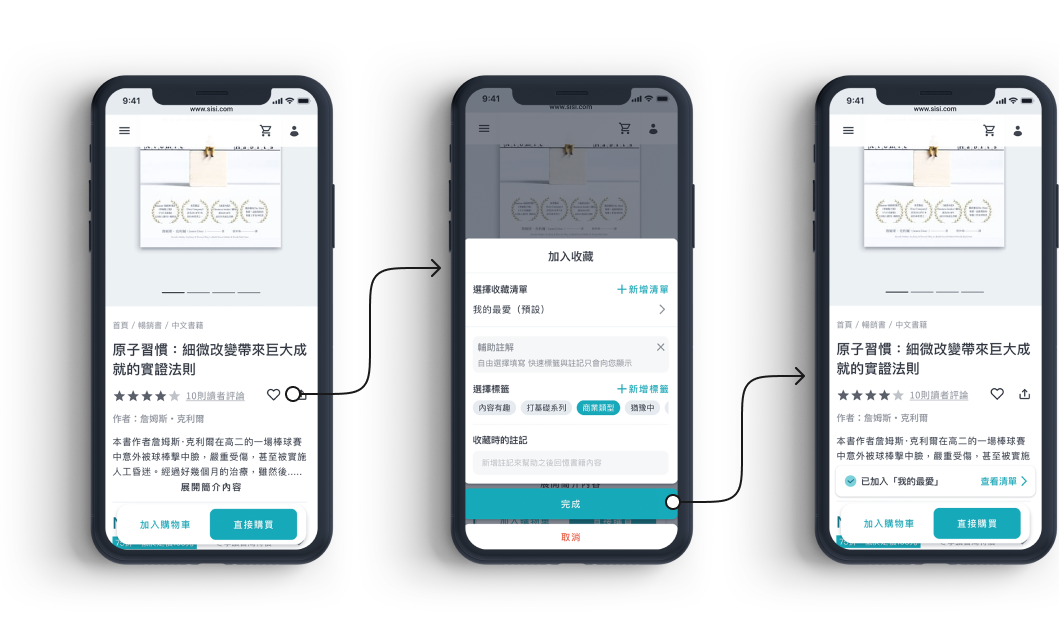 9:41
www.sisi.com
首頁 / 暢銷書 / 中文書籍
原子習慣：細微改變帶來巨大成
就的實證法則
10則讀者評論
作者：詹姆斯・克利爾
本書作者詹姆斯·克利爾在高二的一場棒球賽
中意外被球棒擊中臉，嚴重受傷，甚至被實施
人工昏迷。經過好幾個月的治療，雖然後.....
展開簡介內容
加入購物車
直接購買
9:41
www.sisi.com
加入收藏
選擇收藏清單
＋新增清單
我的最愛（預設）
輔助註解
自由選擇填寫 快速標籤與註記只會向您顯示
選擇標籤
＋新增標籤
內容有趣
打基礎系列
商業類型
猶豫中
收藏時的註記
新增註記來幫助之後回憶書籍內容
完成
取消
9:41
www.sisi.com
首頁 / 暢銷書 / 中文書籍
原子習慣：細微改變帶來巨大成
就的實證法則
10則讀者評論
作者：詹姆斯・克利爾
本書作者詹姆斯·克利爾在高二的一場棒球賽
中意外被球棒擊中臉，嚴重受傷，甚至被實施
已加入「我的最愛」
查看清單
加入購物車
直接購買